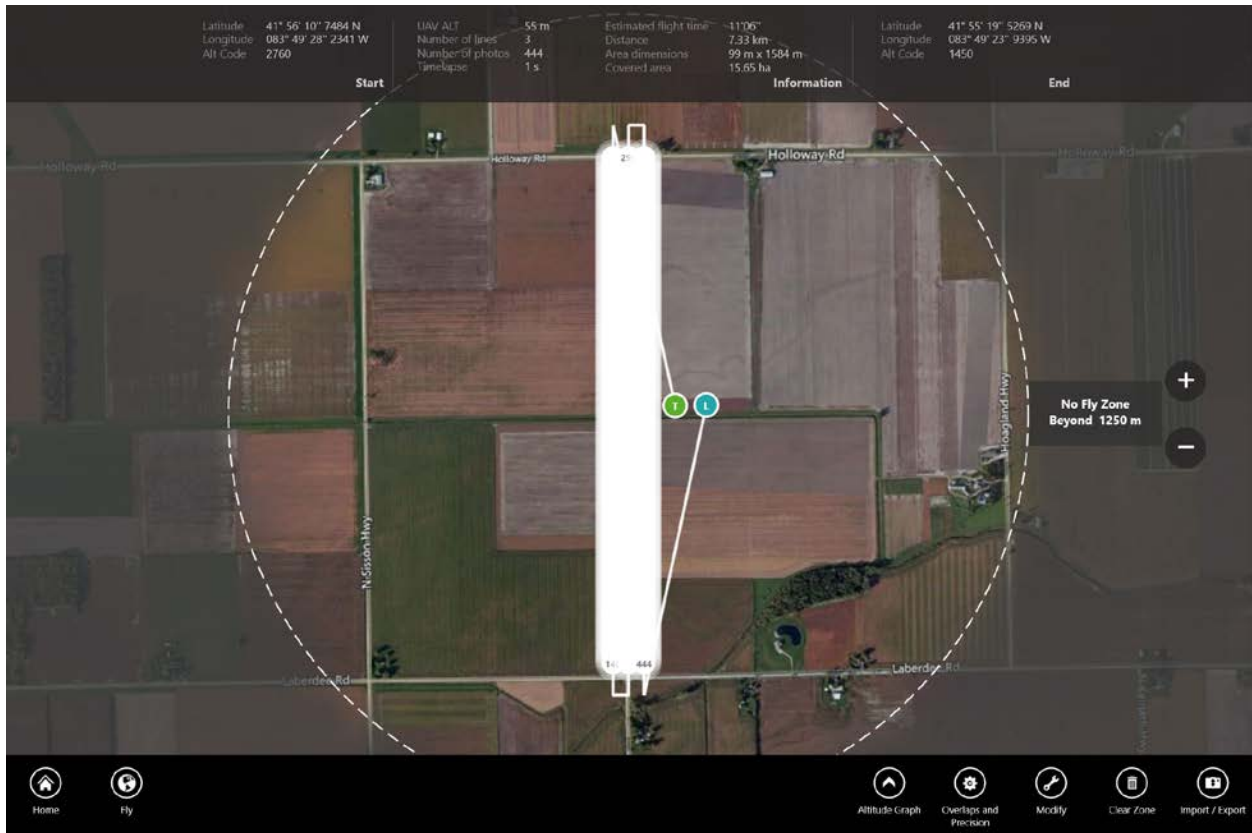 Latitude 41° 56' 10" 7484 N
Longitude 083° 49' 28" 2341 W
Alt Code 2760
Start
UAV ALT 55 m
Number of lines 3
Number of photos 444
Timelapse 1 s
Estimated flight time 11'06"
Distance 7.33 km
Area dimensions 99 m x 1584 m
Covered area 15.65 ha
Information
Latitude 41° 55' 19" 5269 N
Longitude 083° 49' 23" 9395 W
Alt Code 1450
End
Holloway Rd
Holloway Rd
Holloway Rd
Holloway Rd
T
L
Hoagland Hwy
No Fly Zone
Beyond 1250 m
+
−
N Sisson Hwy
444
Laberdee Rd
Laberdee Rd
Home
Fly
Altitude Graph
Overlaps and
Precision
Modify
Clear Zone
Import / Export